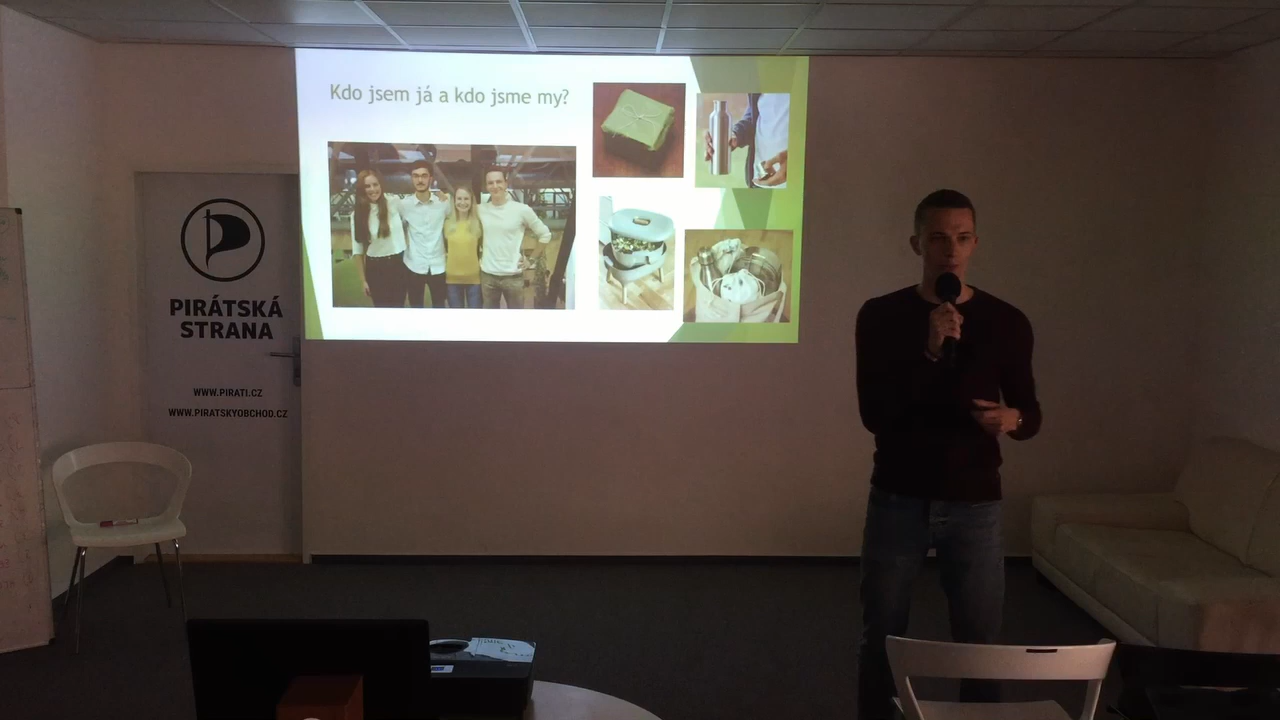 Kdo jsem já a kdo jsme my?
PIRÁTSKÁ
STRANA
WWW.PIRATI.CZ
WWW.PIRATSKYOBCHOD.CZ